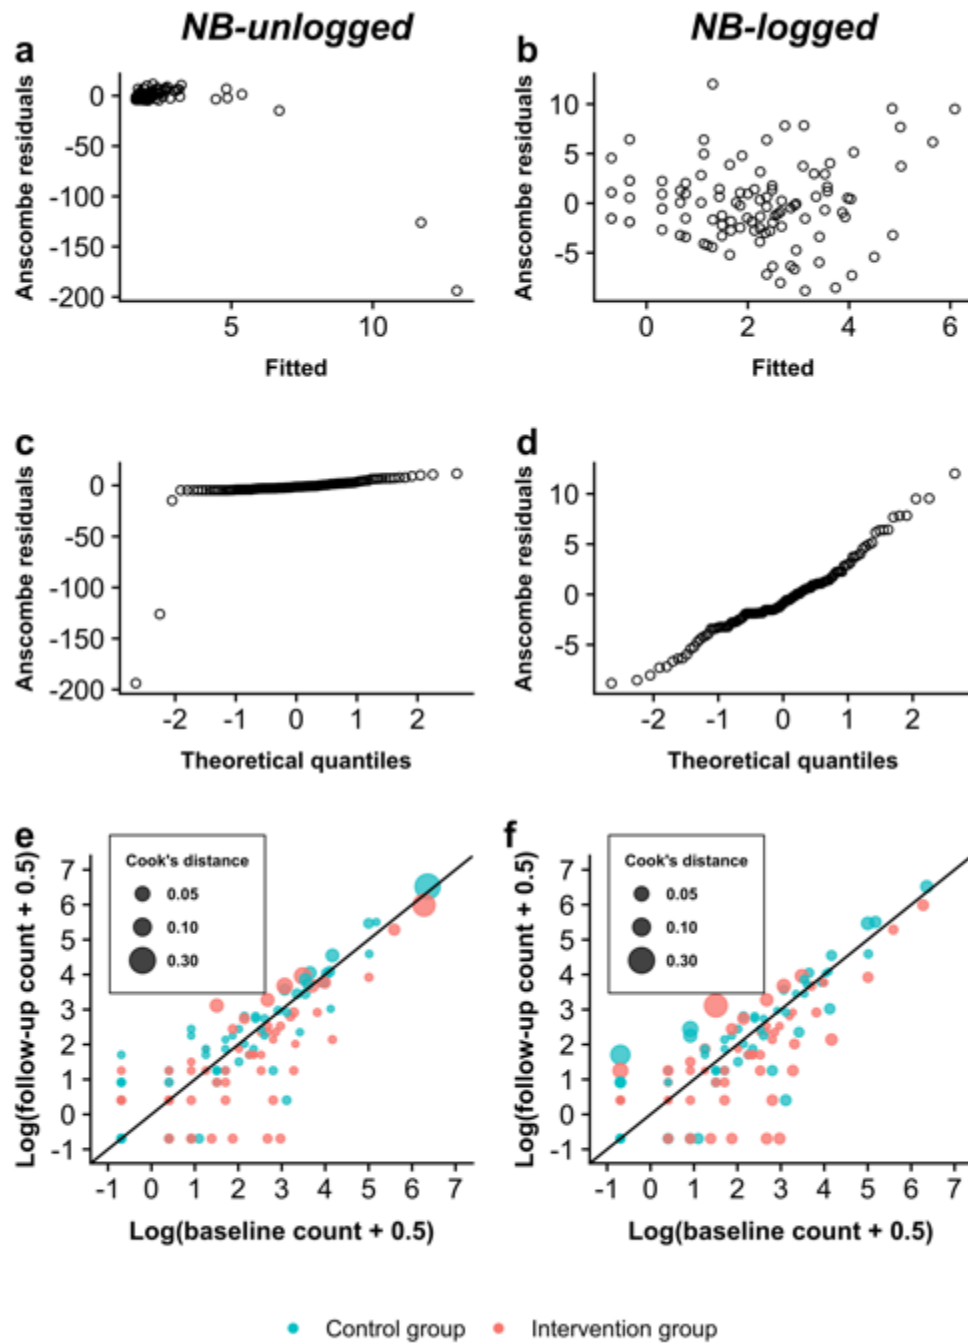 NB-unlogged NB-logged
a b
Anscombe residuals
0
-50
-100
-150
-200
5 10
Fitted
Anscombe residuals
10
5
0
-5
0 2 4 6
Fitted
c d
Anscombe residuals
0
-50
-100
-150
-200
-2 -1 0 1 2
Theoretical quantiles
Anscombe residuals
10
5
0
-5
-2 -1 0 1 2
Theoretical quantiles
e f
Log(follow-up count + 0.5)
7
6
5
4
3
2
1
0
-1
Cook's distance
0.05
0.10
0.30
-1 0 1 2 3 4 5 6 7
Log(baseline count + 0.5)
Log(follow-up count + 0.5)
7
6
5
4
3
2
1
0
-1
Cook's distance
0.05
0.10
0.30
-1 0 1 2 3 4 5 6 7
Log(baseline count + 0.5)
Control group Intervention group